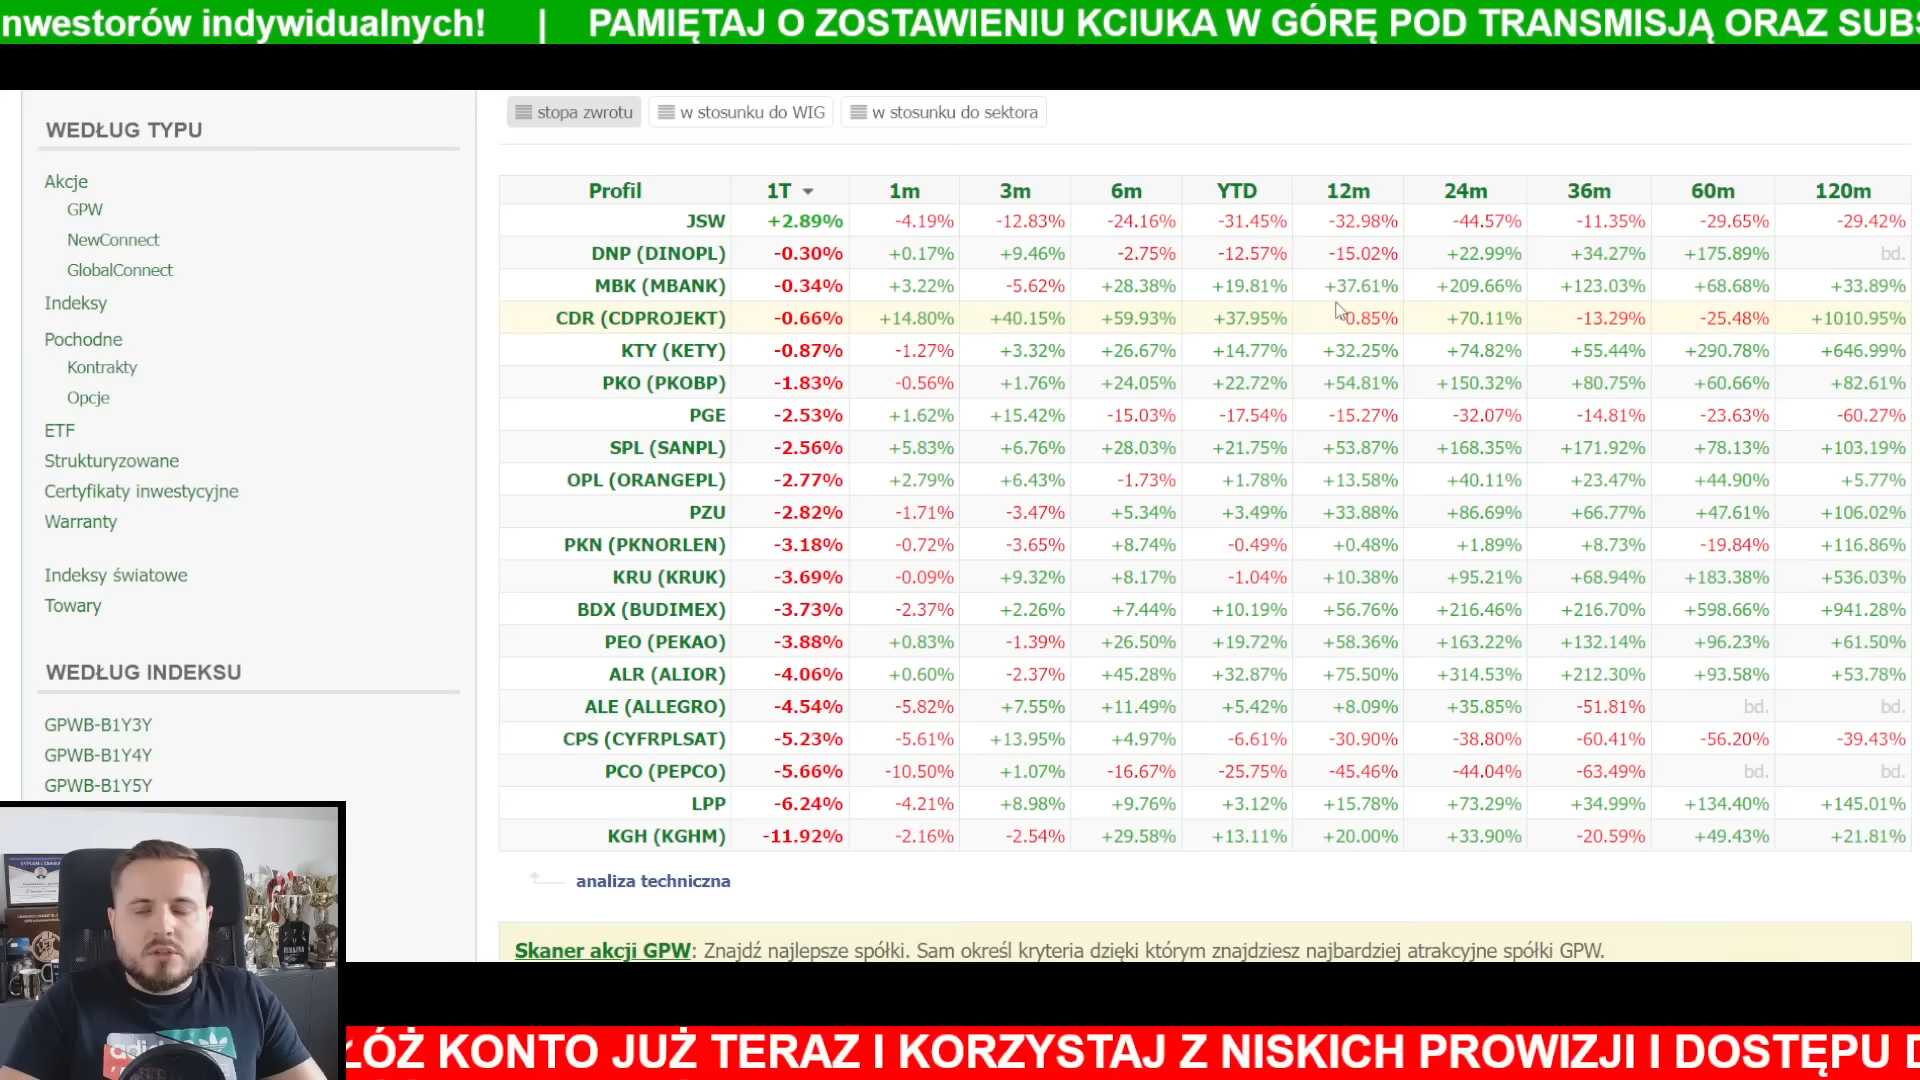 nwestorów indywidualnych! | PAMIĘTAJ O ZOSTAWIENIU KCIUKA W GÓRĘ POD TRANSMISJĄ ORAZ SUBS
WEDŁUG TYPU
Akcje
GPW
NewConnect
GlobalConnect
Indeksy
Pochodne
Kontrakty
Opcje
ETF
Strukturyzowane
Certyfikaty inwestycyjne
Warranty
Indeksy światowe
Towary
WEDŁUG INDEKSU
GPWB-B1Y3Y
GPWB-B1Y4Y
GPWB-B1Y5Y
stopa zwrotu w stosunku do WIG w stosunku do sektora
Profil 1T 1m 3m 6m YTD 12m 24m 36m 60m 120m
JSW +2.89% -4.19% -12.83% -24.16% -31.45% -32.98% -44.57% -11.35% -29.65% -29.42%
DNP (DINOPL) -0.30% +0.17% +9.46% -2.75% -12.57% -15.02% +22.99% +34.27% +175.89% bd.
MBK (MBANK) -0.34% +3.22% -5.62% +28.38% +19.81% +37.61% +209.66% +123.03% +68.68% +33.89%
CDR (CDPROJEKT) -0.66% +14.80% +40.15% +59.93% +37.95% 0.85% +70.11% -13.29% -25.48% +1010.95%
KTY (KETY) -0.87% -1.27% +3.32% +26.67% +14.77% +32.25% +74.82% +55.44% +290.78% +646.99%
PKO (PKOBP) -1.83% -0.56% +1.76% +24.05% +22.72% +54.81% +150.32% +80.75% +60.66% +82.61%
PGE -2.53% +1.62% +15.42% -15.03% -17.54% -15.27% -32.07% -14.81% -23.63% -60.27%
SPL (SANPL) -2.56% +5.83% +6.76% +28.03% +21.75% +53.87% +168.35% +171.92% +78.13% +103.19%
OPL (ORANGEPL) -2.77% +2.79% +6.43% -1.73% +1.78% +13.58% +40.11% +23.47% +44.90% +5.77%
PZU -2.82% -1.71% -3.47% +5.34% +3.49% +33.88% +86.69% +66.77% +47.61% +106.02%
PKN (PKNORLEN) -3.18% -0.72% -3.65% +8.74% -0.49% +0.48% +1.89% +8.73% -19.84% +116.86%
KRU (KRUK) -3.69% -0.09% +9.32% +8.17% -1.04% +10.38% +95.21% +68.94% +183.38% +536.03%
BDX (BUDIMEX) -3.73% -2.37% +2.26% +7.44% +10.19% +56.76% +216.46% +216.70% +598.66% +941.28%
PEO (PEKAO) -3.88% +0.83% -1.39% +26.50% +19.72% +58.36% +163.22% +132.14% +96.23% +61.50%
ALR (ALIOR) -4.06% +0.60% -2.37% +45.28% +32.87% +75.50% +314.53% +212.30% +93.58% +53.78%
ALE (ALLEGRO) -4.54% -5.82% +7.55% +11.49% +5.42% +8.09% +35.85% -51.81% bd. bd.
CPS (CYFRPLSAT) -5.23% -5.61% +13.95% +4.97% -6.61% -30.90% -38.80% -60.41% -56.20% -39.43%
PCO (PEPCO) -5.66% -10.50% +1.07% -16.67% -25.75% -45.46% -44.04% -63.49% bd. bd.
LPP -6.24% -4.21% +8.98% +9.76% +3.12% +15.78% +73.29% +34.99% +134.40% +145.01%
KGH (KGHM) -11.92% -2.16% -2.54% +29.58% +13.11% +20.00% +33.90% -20.59% +49.43% +21.81%
analiza techniczna
Skaner akcji GPW: Znajdź najlepsze spółki. Sam określ kryteria dzięki którym znajdziesz najbardziej atrakcyjne spółki GPW.
adidas
ŁÓŻ KONTO JUŻ TERAZ I KORZYSTAJ Z NISKICH PROWIZJI I DOSTĘPU D